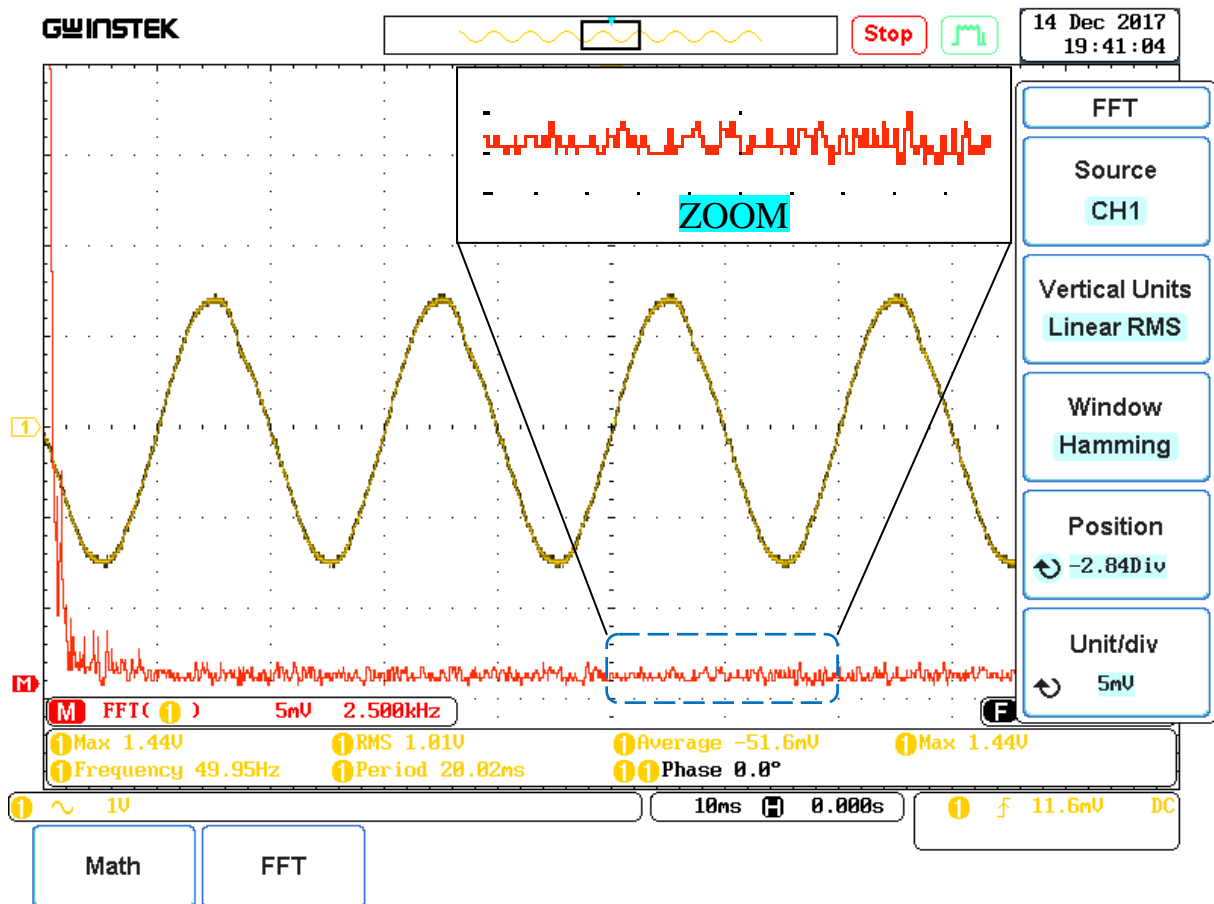 GWINSTEK
Stop
14 Dec 2017
19:41:04
FFT
Source
CH1
ZOOM
Vertical Units
Linear RMS
Window
Hamming
1
Position
-2.84Div
Unit/div
5mV
M
M FFT( 1 ) 5mV 2.500kHz
F
1 Max 1.44V 1 RMS 1.01V 1 Average -51.6mV 1 Max 1.44V
1 Frequency 49.95Hz 1 Period 20.02ms 1 1 Phase 0.0°
1 1V 10ms H 0.000s 1 11.6mV DC
Math FFT